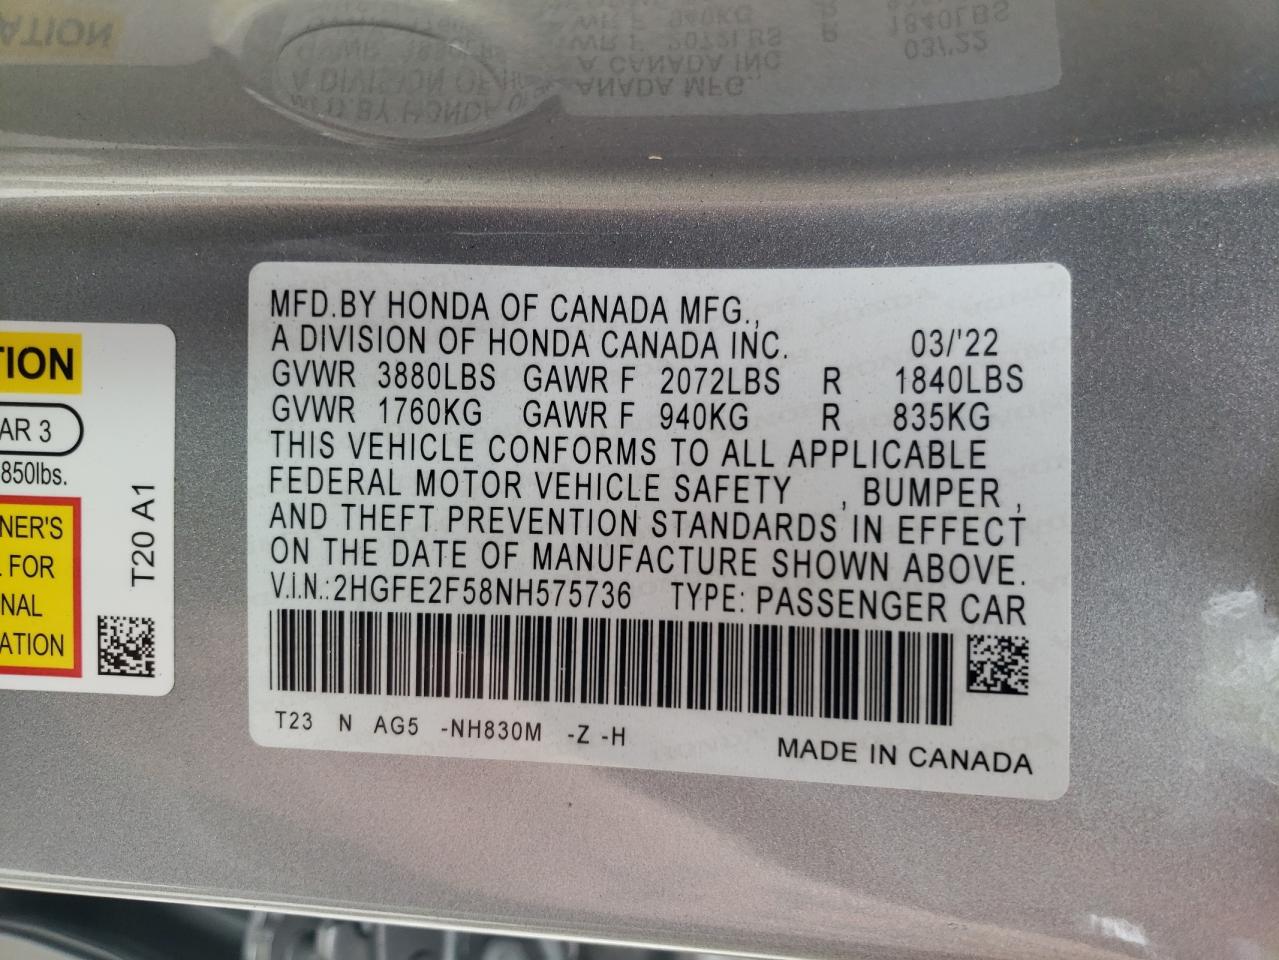 MFD.BY HONDA OF CANADA MFG.,
A DIVISION OF HONDA CANADA INC. 03/'22
GVWR 3880LBS GAWR F 2072LBS R 1840LBS
GVWR 1760KG GAWR F 940KG R 835KG
THIS VEHICLE CONFORMS TO ALL APPLICABLE
FEDERAL MOTOR VEHICLE SAFETY , BUMPER ,
AND THEFT PREVENTION STANDARDS IN EFFECT
ON THE DATE OF MANUFACTURE SHOWN ABOVE.
V.I.N.:2HGFE2F58NH575736 TYPE: PASSENGER CAR
T23 N AG5 -NH830M -Z -H
MADE IN CANADA
TION
AR 3
850lbs.
NER'S
FOR
NAL
ATION
T20 A1